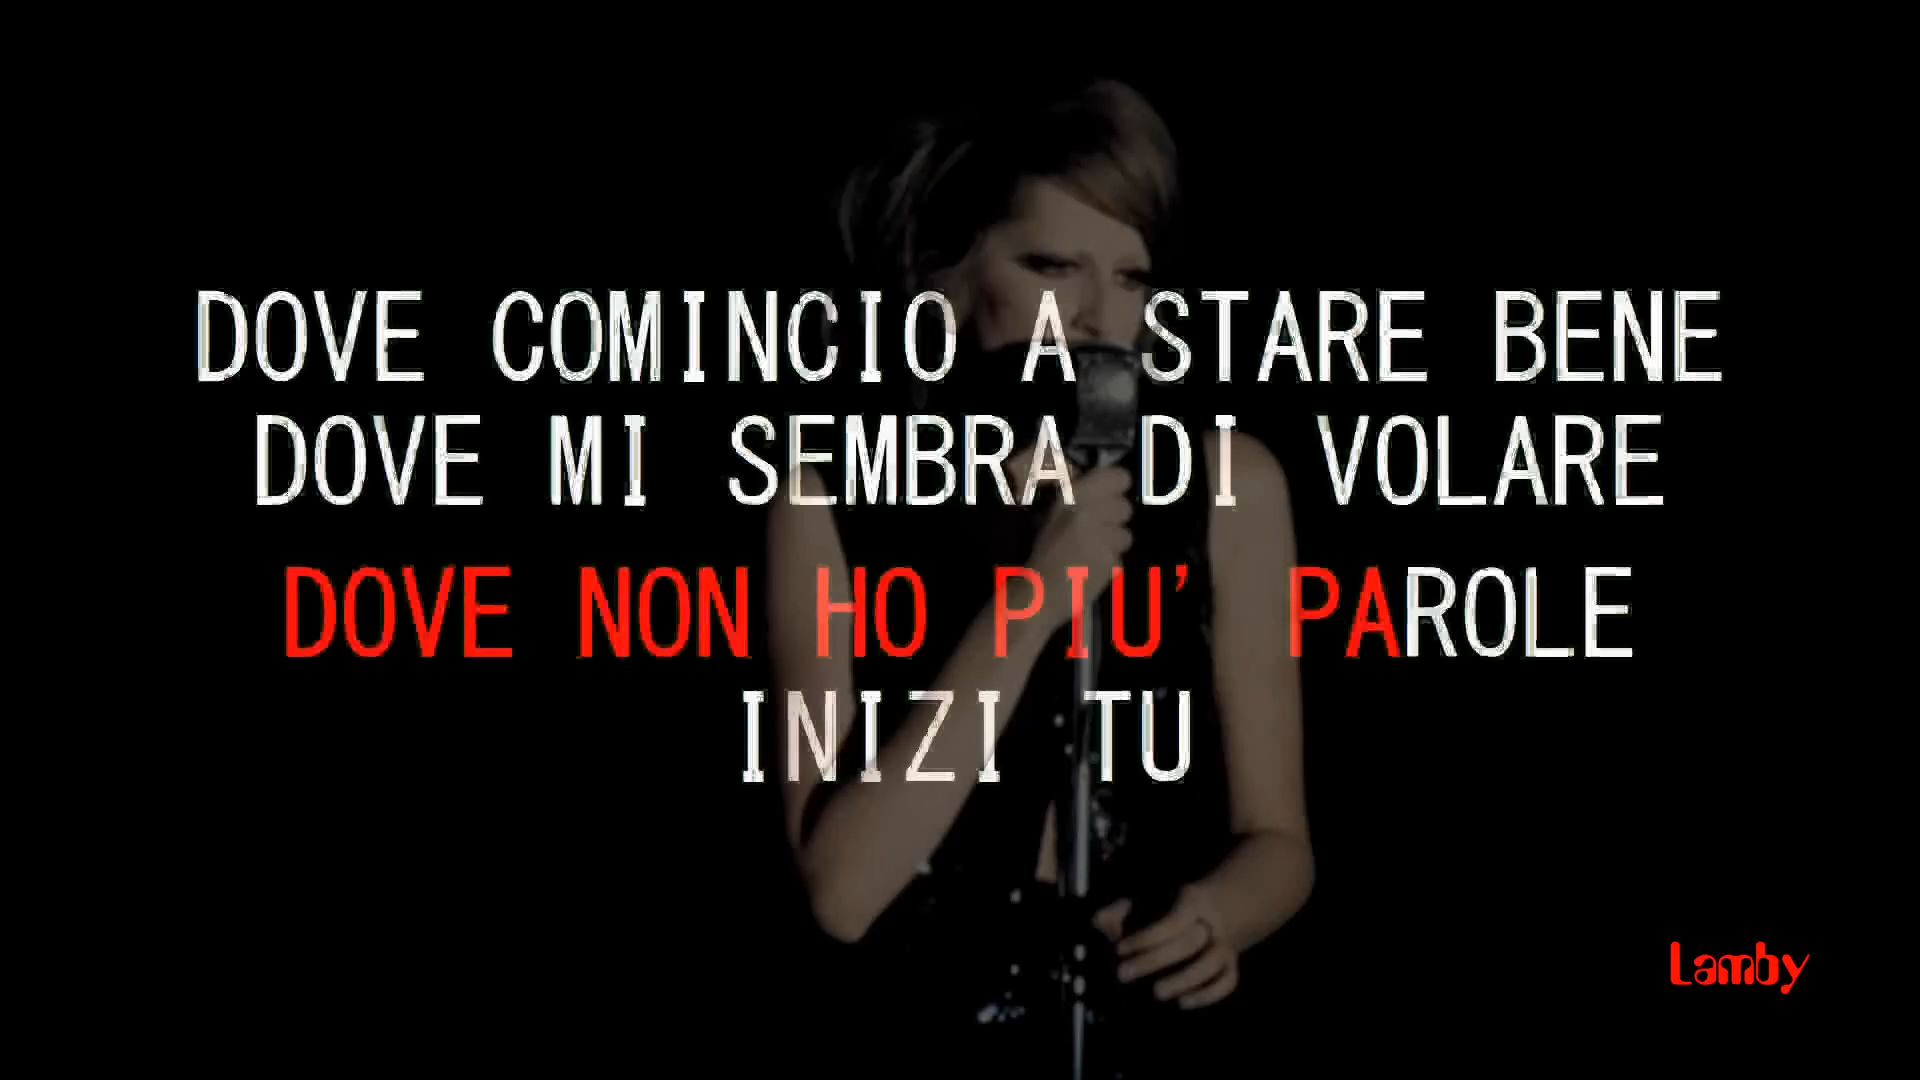 DOVE COMINCIO A STARE BENE
DOVE MI SEMBRA DI VOLARE
DOVE NON HO PIU' PAROLE
INIZI TU
Lamby